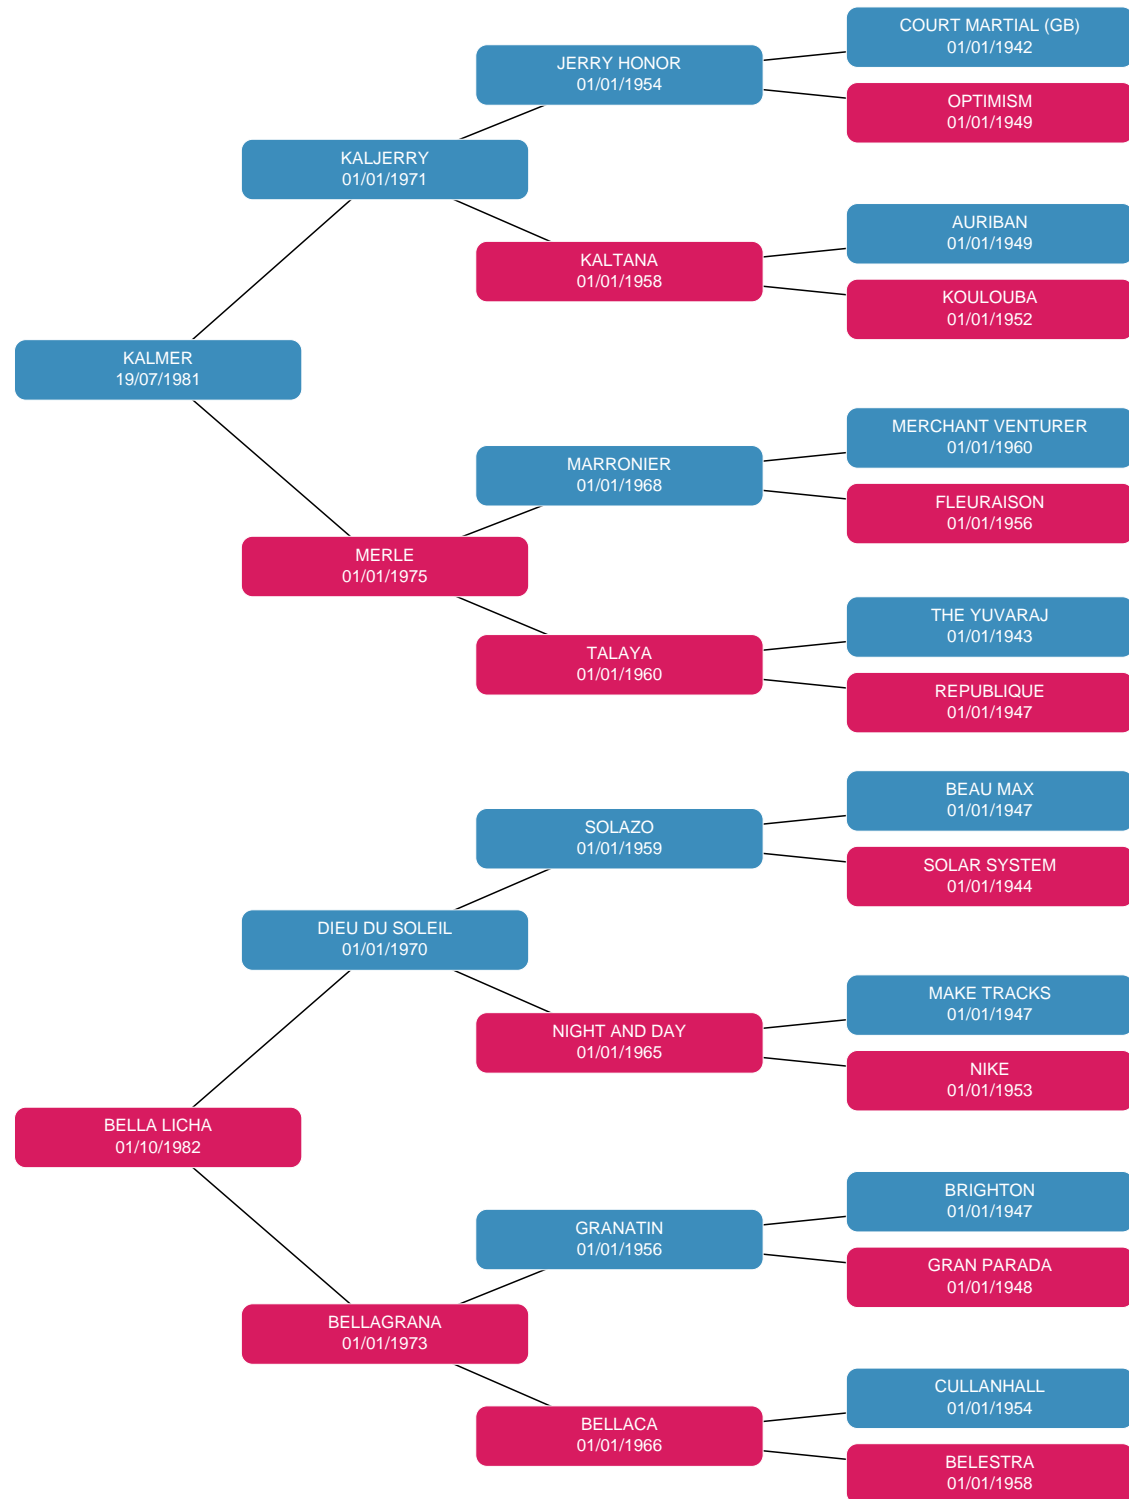 COURT MARTIAL (GB)
01/01/1942
JERRY HONOR
01/01/1954
OPTIMISM
01/01/1949
KALJERRY
01/01/1971
AURIBAN
01/01/1949
KALTANA
01/01/1958
KOULOUBA
01/01/1952
KALMER
19/07/1981
MERCHANT VENTURER
01/01/1960
MARRONIER
01/01/1968
FLEURAISON
01/01/1956
MERLE
01/01/1975
THE YUVARAJ
01/01/1943
TALAYA
01/01/1960
REPUBLIQUE
01/01/1947
BEAU MAX
01/01/1947
SOLAZO
01/01/1959
SOLAR SYSTEM
01/01/1944
DIEU DU SOLEIL
01/01/1970
MAKE TRACKS
01/01/1947
NIGHT AND DAY
01/01/1965
NIKE
01/01/1953
BELLA LICHA
01/10/1982
BRIGHTON
01/01/1947
GRANATIN
01/01/1956
GRAN PARADA
01/01/1948
BELLAGRANA
01/01/1973
CULLANHALL
01/01/1954
BELLACA
01/01/1966
BELESTRA
01/01/1958